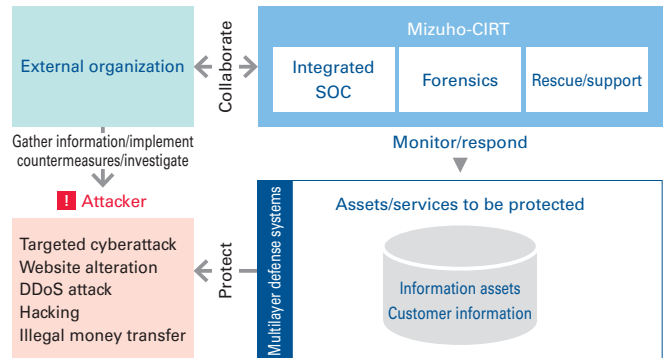 External organization
Collaborate
Mizuho-CIRT
Integrated
SOC
Forensics
Rescue/support
Gather information/implement
countermeasures/investigate
Monitor/respond
! Attacker
Targeted cyberattack
Website alteration
DDoS attack
Hacking
Illegal money transfer
Protect
Multilayer defense systems
Assets/services to be protected
Information assets
Customer information